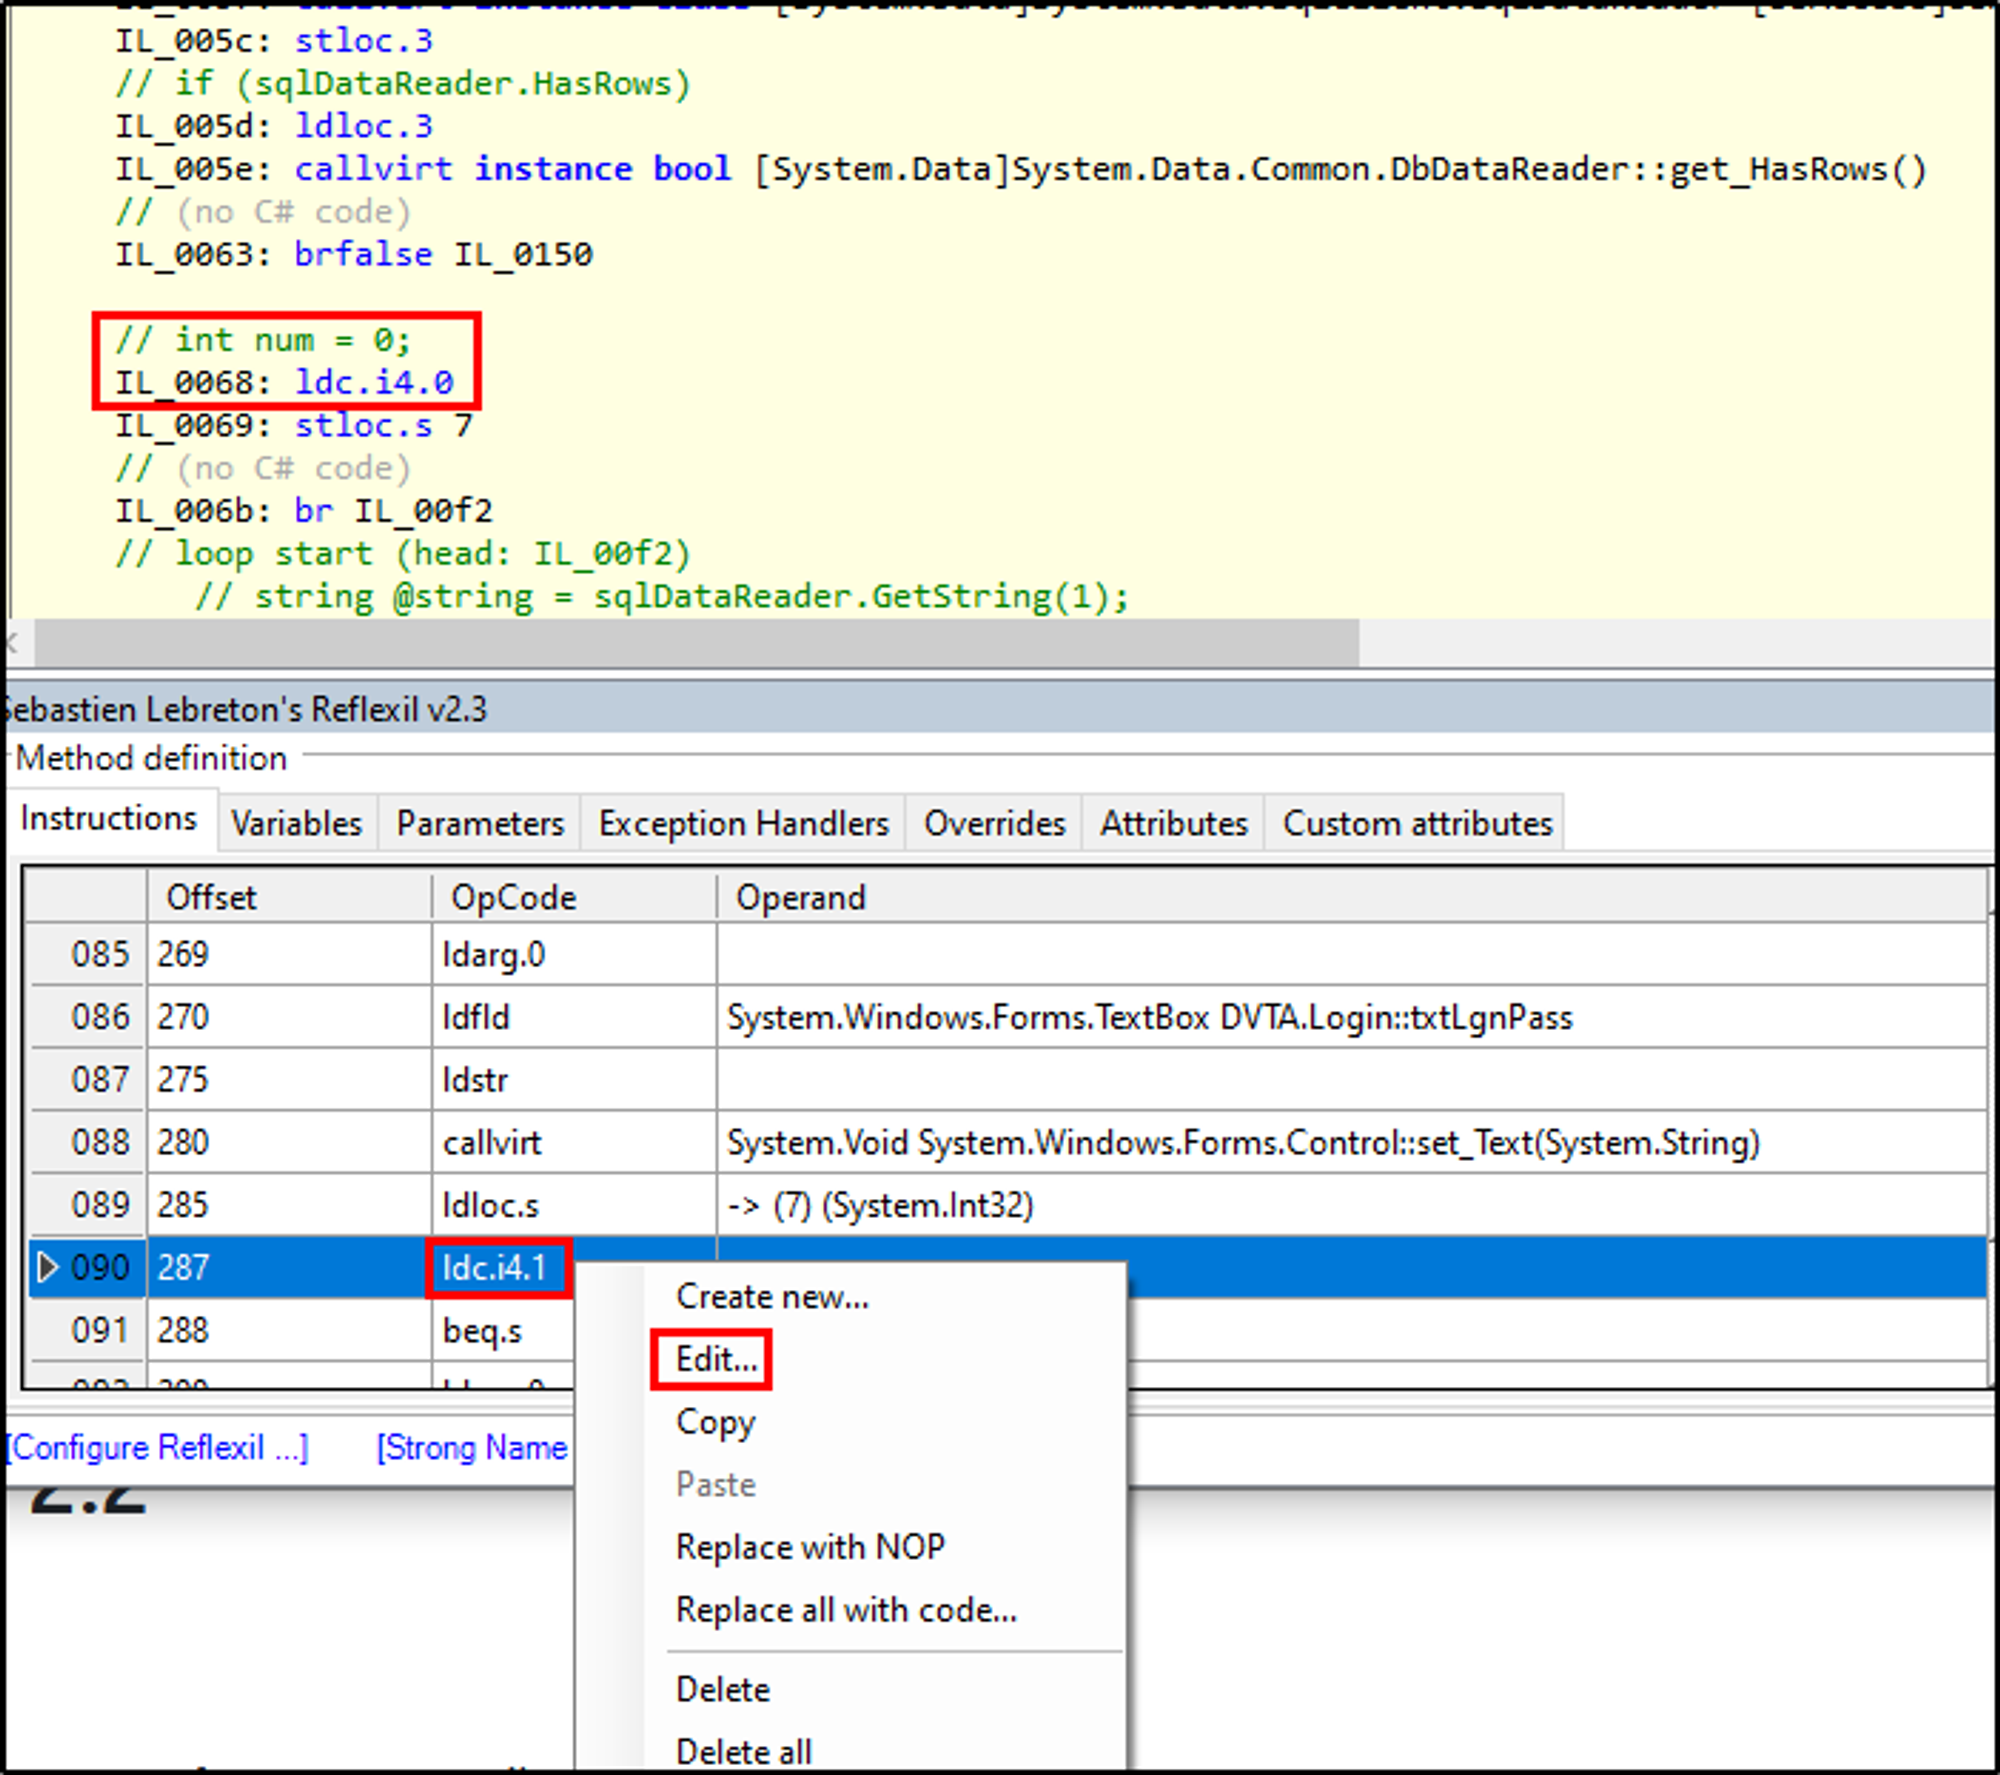 IL_005c: stloc.3
// if (sqlDataReader.HasRows)
IL_005d: ldloc.3
IL_005e: callvirt instance bool [System.Data]System.Data.Common.DbDataReader::get_HasRows()
// (no C# code)
IL_0063: brfalse IL_0150
// int num = 0;
IL_0068: ldc.i4.0
IL_0069: stloc.s 7
// (no C# code)
IL_006b: br IL_00f2
// loop start (head: IL_00f2)
// string @string = sqlDataReader.GetString(1);
Sebastien Lebreton's Reflexil v2.3
Method definition
Instructions Variables Parameters Exception Handlers Overrides Attributes Custom attributes
Offset OpCode Operand
085 269 ldarg.0
086 270 ldfld System.Windows.Forms.TextBox DVTA.Login::txtLgnPass
087 275 ldstr
088 280 callvirt System.Void System.Windows.Forms.Control::set_Text(System.String)
089 285 ldloc.s -> (7) (System.Int32)
090 287 ldc.i4.1
091 288 beq.s
Create new...
Edit...
Copy
Paste
Replace with NOP
Replace all with code...
Delete
Delete all
[Configure Reflexil ...] [Strong Name
2.2